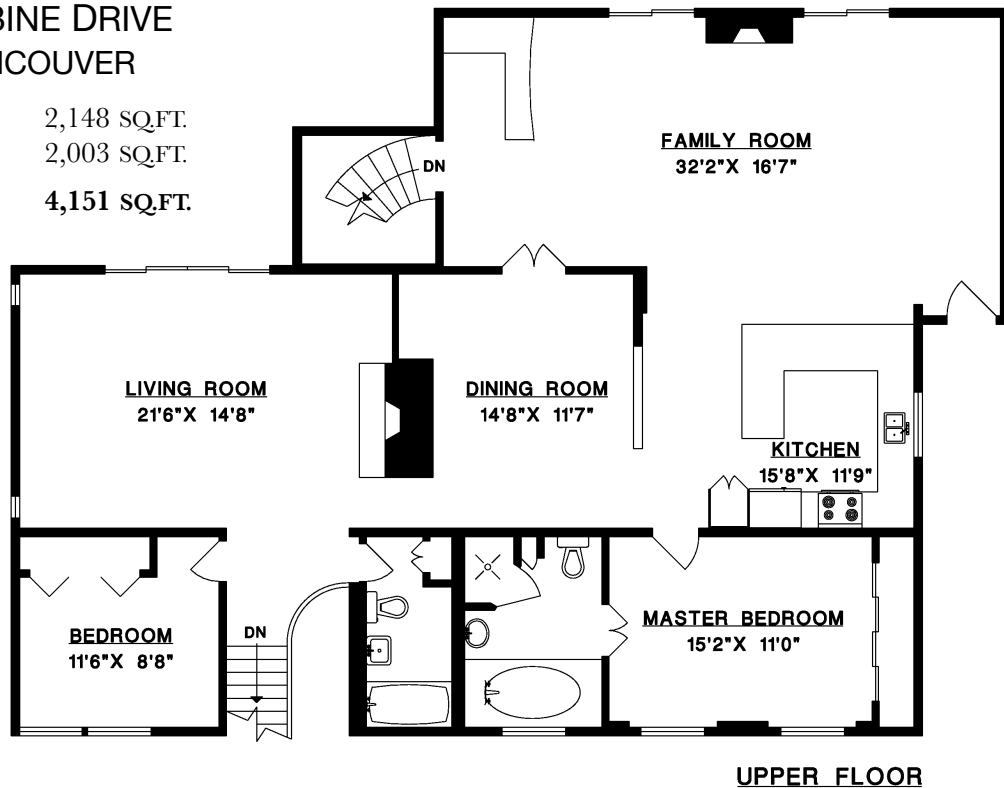 BINE DRIVE
NCOUVER
2,148 SQ.FT.
2,003 SQ.FT.
4,151 SQ.FT.
DN
FAMILY ROOM
32'2"X 16'7"
LIVING ROOM
21'6"X 14'8"
DINING ROOM
14'8"X 11'7"
KITCHEN
15'8"X 11'9"
BEDROOM
11'6"X 8'8"
DN
MASTER BEDROOM
15'2"X 11'0"
UPPER FLOOR